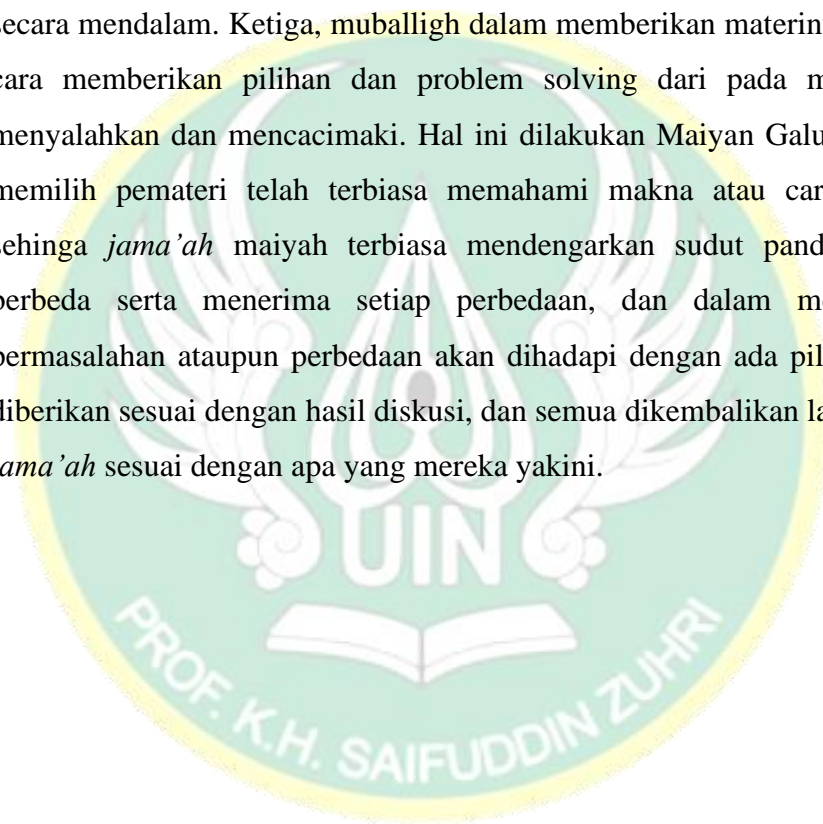 secara mendalam. Ketiga, muballigh dalam memberikan materin
cara memberikan pilihan dan problem solving dari pada m
menyalahkan dan mencacimaki. Hal ini dilakukan Maiyan Galu
memilih pemateri telah terbiasa memahami makna atau car
sehinga jama’ah maiyah terbiasa mendengarkan sudut pand
berbeda serta menerima setiap perbedaan, dan dalam me
permasalahan ataupun perbedaan akan dihadapi dengan ada pil
diberikan sesuai dengan hasil diskusi, dan semua dikembalikan la
jama’ah sesuai dengan apa yang mereka yakini.
UIN
PROF. K.H. SAIFUDDIN ZUHRI